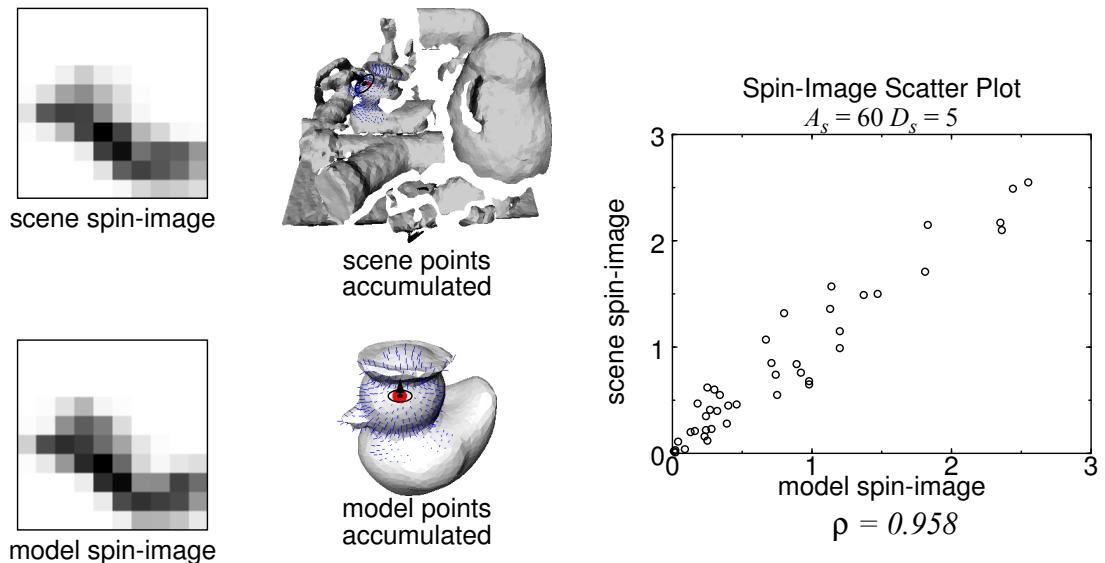 scene spin-image
scene points
accumulated
model spin-image
model points
accumulated
Spin-Image Scatter Plot
A_s = 60 D_s = 5
3
2
1
0
scene spin-image
0
1
2
3
model spin-image
ρ = 0.958